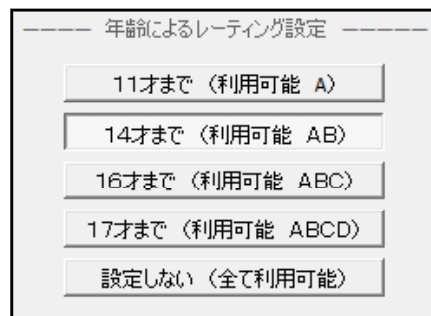 ―――― 年齢によるレーティング設定 ――――
11才まで (利用可能 A)
14才まで (利用可能 AB)
16才まで (利用可能 ABC)
17才まで (利用可能 ABCD)
設定しない (全て利用可能)